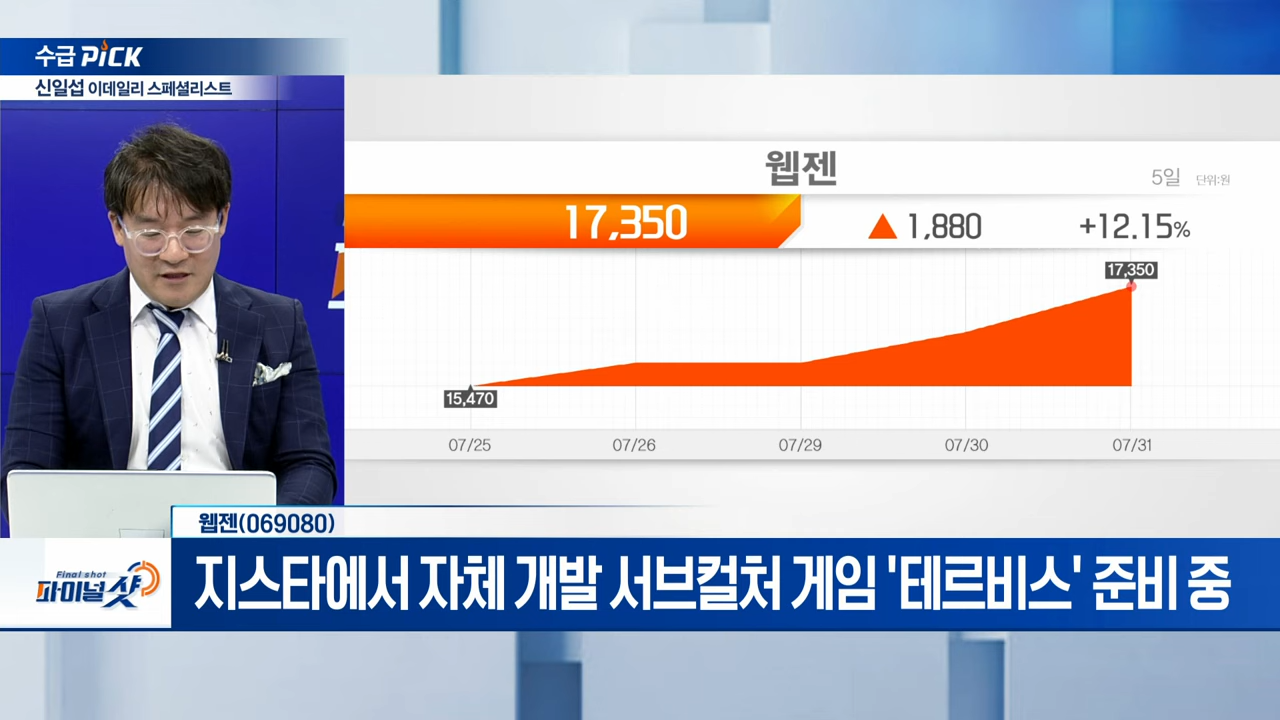 수급 PiCK
신일섭 이데일리 스페셜리스트
웹젠
5일 단위:원
17,350 ▲ 1,880 +12.15%
17,350
15,470
07/25 07/26 07/29 07/30 07/31
웹젠(069080)
Final shot
파이널샷
지스타에서 자체 개발 서브컬처 게임 '테르비스' 준비 중